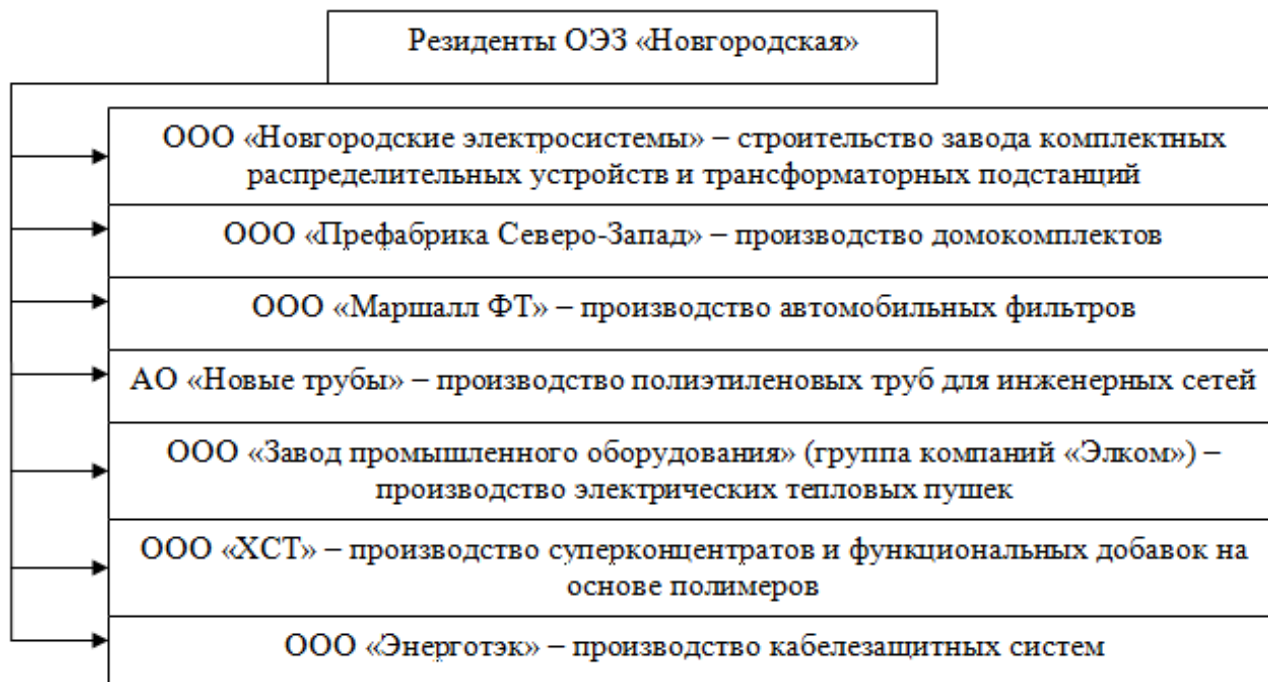 Резиденты ОЭЗ «Новгородская»
ООО «Новгородские электросистемы» – строительство завода комплектных
распределительных устройств и трансформаторных подстанций
ООО «Префабрика Северо-Запад» – производство домокомплектов
ООО «Маршалл ФТ» – производство автомобильных фильтров
АО «Новые трубы» – производство полиэтиленовых труб для инженерных сетей
ООО «Завод промышленного оборудования» (группа компаний «Элком») –
производство электрических тепловых пушек
ООО «ХСТ» – производство суперконцентратов и функциональных добавок на
основе полимеров
ООО «Энерготэк» – производство кабелезащитных систем